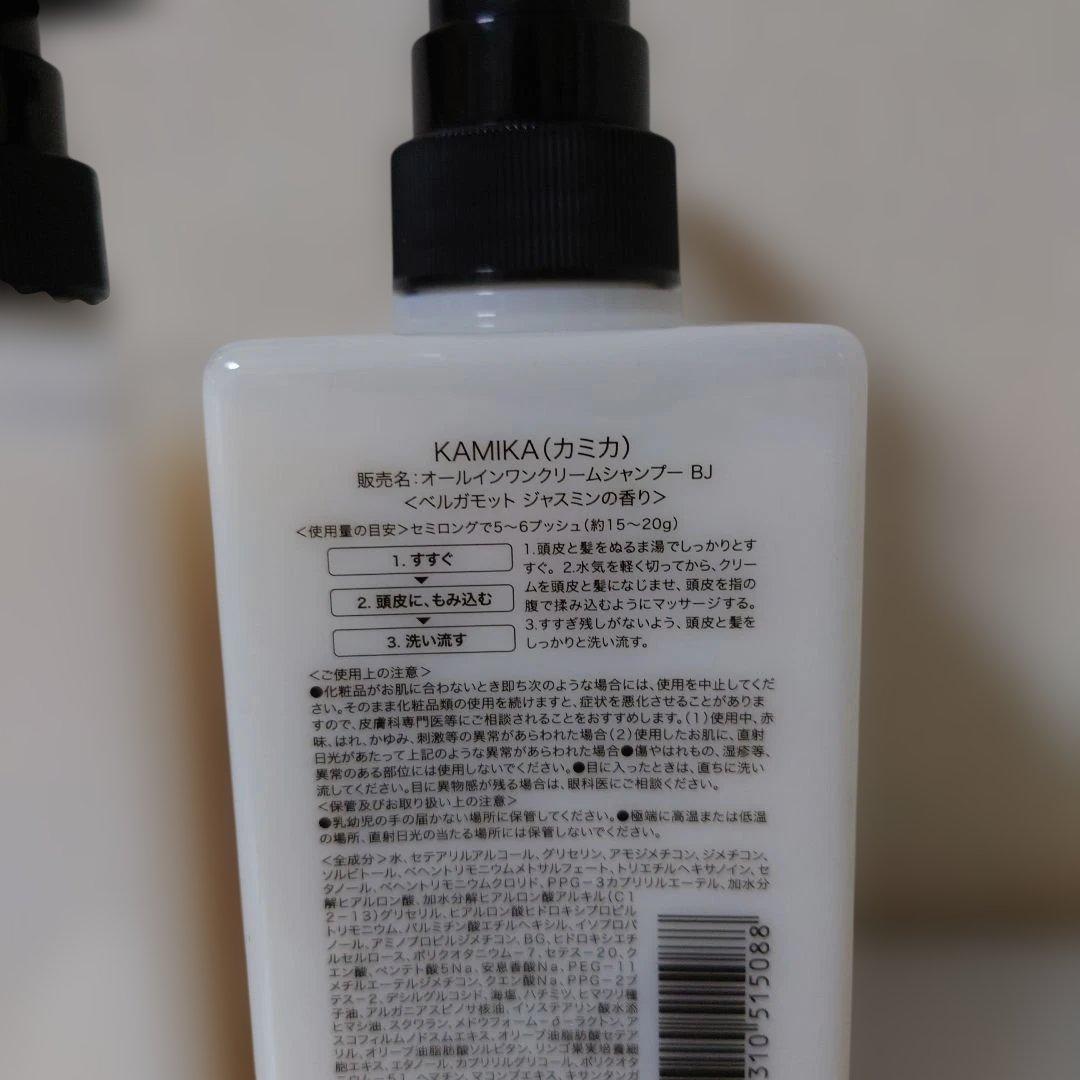 KAMIKA(カミカ)
販売名:オールインワンクリームシャンプー BJ
<ベルガモット ジャスミンの香り>
<使用量の目安>セミロングで5〜6プッシュ(約15〜20g)
1. すすぐ
2. 頭皮に、もみ込む
3. 洗い流す
1.頭皮と髪をぬるま湯でしっかりとす
すぐ。2.水気を軽く切ってから、クリー
ムを頭皮と髪になじませ、頭皮を指の
腹で揉み込むようにマッサージする。
3.すすぎ残しがないよう、頭皮と髪を
しっかりと洗い流す。
<ご使用上の注意>
●化粧品がお肌に合わないとき即ち次のような場合には、使用を中止してくだ
さい。そのまま化粧品類の使用を続けますと、症状を悪化させることがありま
すので、皮膚科専門医等にご相談されることをおすすめします。(1)使用中、赤
味、はれ、かゆみ、刺激等の異常があらわれた場合(2)使用したお肌に、直射
日光があたって上記のような異常があらわれた場合●傷やはれもの、湿疹等、
異常のある部位には使用しないでください。●目に入ったときは、直ちに洗い
流してください。目に異物感が残る場合は、眼科医にご相談ください。
<保管及びお取り扱い上の注意>
●乳幼児の手の届かない場所に保管してください。●極端に高温または低温
の場所、直射日光の当たる場所には保管しないでください。
<全成分>水、セテアリルアルコール、グリセリン、アモジメチコン、ジメチコン、
ソルビトール、ベヘントリモニウムメトサルフェート、トリエチルヘキサノイン、セ
タノール、ベヘントリモニウムクロリド、PPG-3カプリリルエーテル、加水分
解ヒアルロン酸、加水分解ヒアルロン酸アルキル(C1
2-13)グリセリル、ヒアルロン酸ヒドロキシプロピル
トリモニウム、パルミチン酸エチルヘキシル、イソプロパ
ノール、アミノプロピルジメチコン、BG、ヒドロキシエチ
ルセルロース、ポリクオタニウム-7、セテス-20、ク
エン酸、ペンテト酸5Na、安息香酸Na、PEG-11
メチルエーテルジメチコン、クエン酸Na、PPG-2ブ
テス-2、デシルグルコシド、海塩、ハチミツ、ヒマワリ種
子油、アルガニアスピノサ核油、イソステアリン酸水添
ヒマシ油、スクワラン、メドウフォーム-δ-ラクトン、ア
スコフィルムノドスムエキス、オリーブ油脂肪酸セテア
リル、オリーブ油脂肪酸ソルビタン、リンゴ果実培養細
胞エキス、エタノール、カプリリルグリコール、ポリクオタ
ニウム-51、ヘマチン、マコンブエキス、キサンタンガ
310 515088